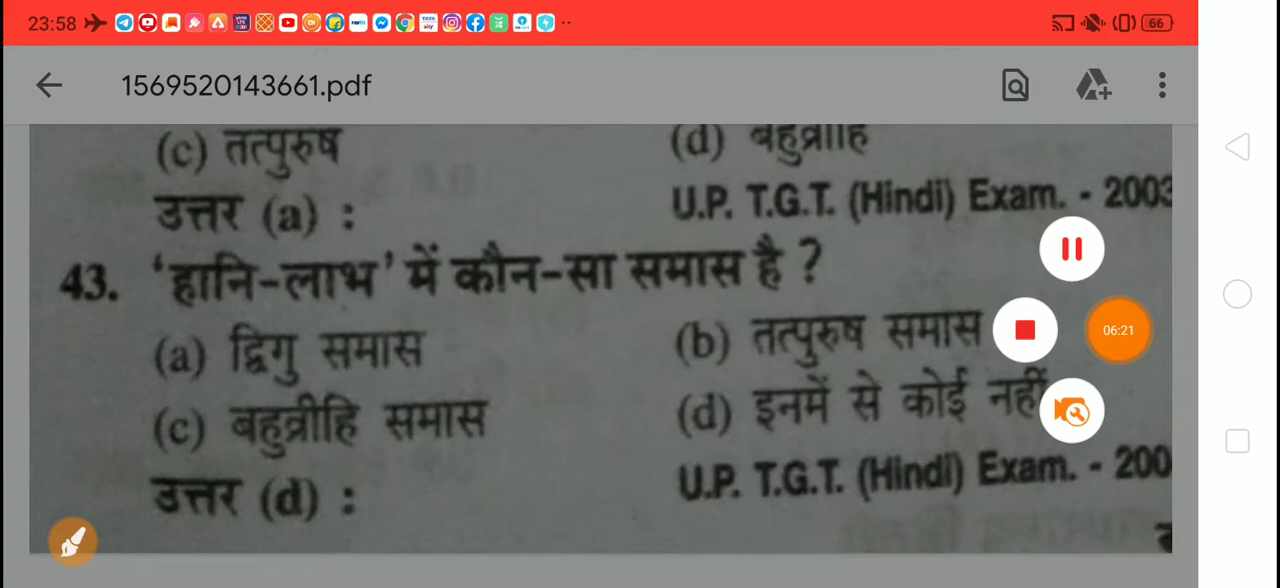 23:58
66
1569520143661.pdf
(c) तत्पुरुष (d) बहुव्रीहि
उत्तर (a) : U.P. T.G.T. (Hindi) Exam. - 2003
43. 'हानि-लाभ' में कौन-सा समास है ?
(a) द्विगु समास (b) तत्पुरुष समास
06:21
(c) बहुव्रीहि समास (d) इनमें से कोई नहीं
उत्तर (d) : U.P. T.G.T. (Hindi) Exam. - 200